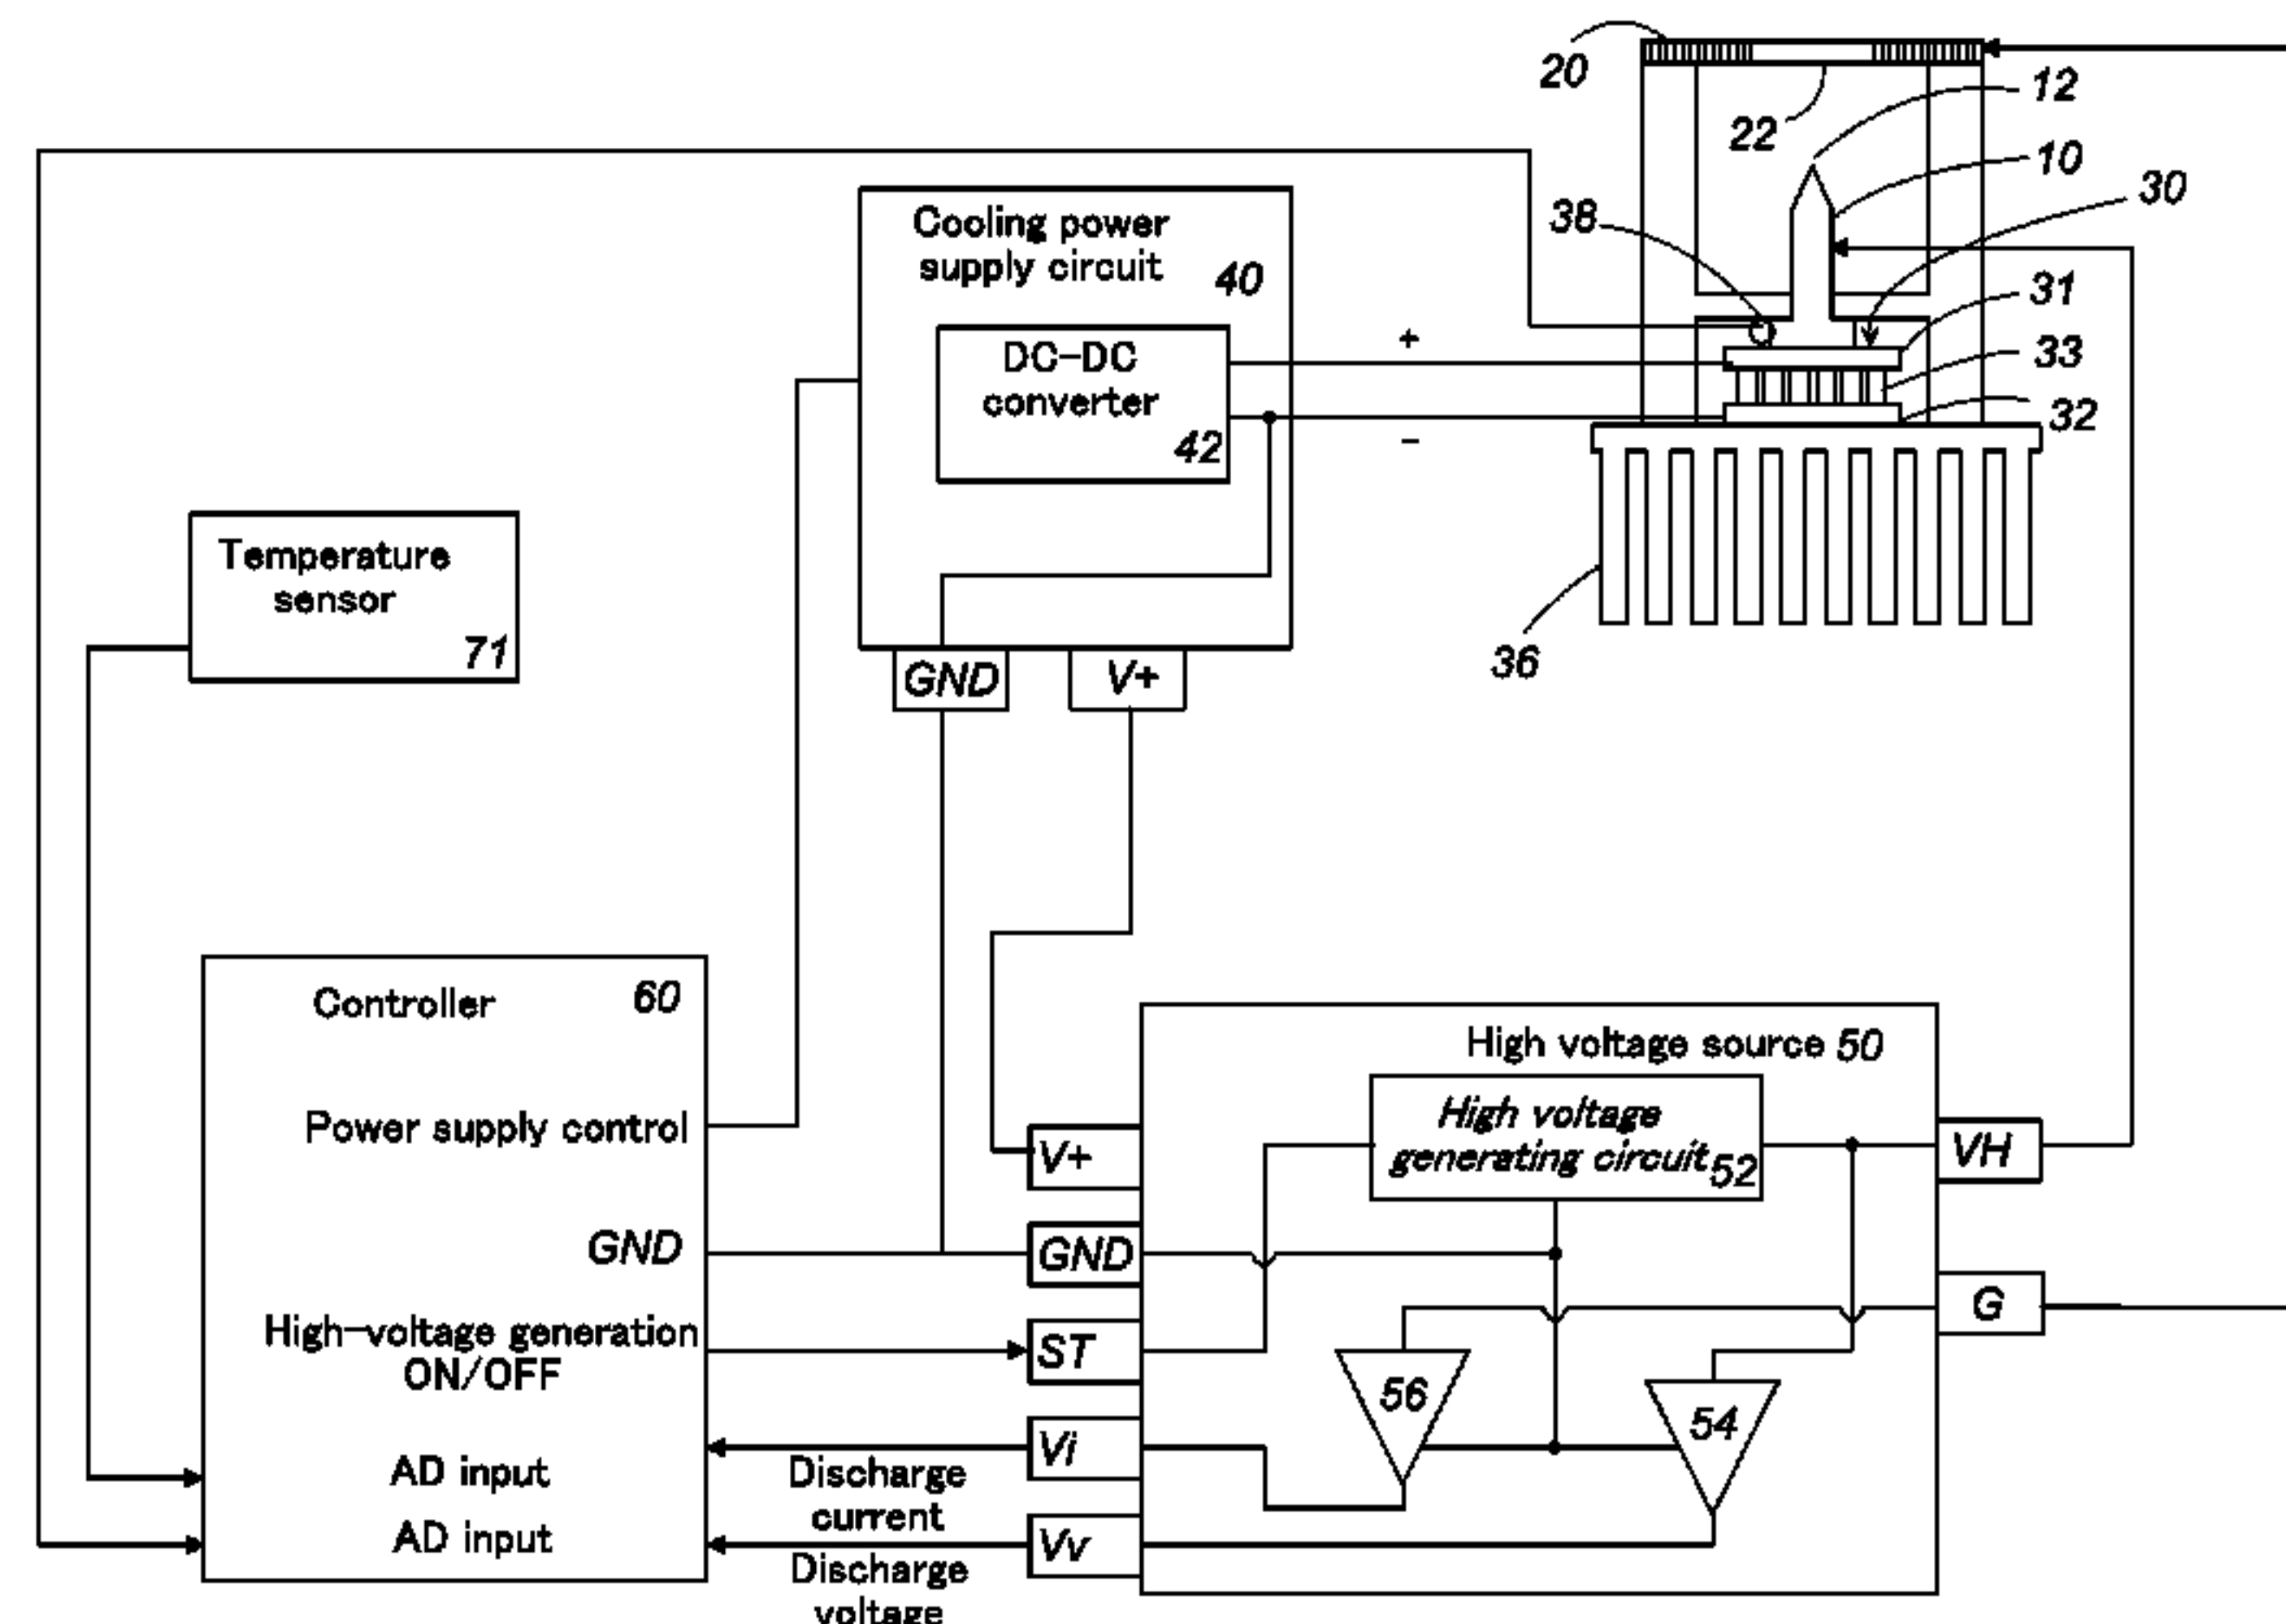 20
12
22
10
30
38
Cooling power
supply circuit
40
31
+
DC-DC
converter
33
42
32
-
Temperature
sensor
71
36
GND
V+
Controller
60
High voltage source 50
High voltage
generating circuit 52
Power supply control
V+
VH
GND
GND
G
High-voltage generation
ON/OFF
ST
56
54
AD input
Vi
Discharge
current
AD input
Vv
Discharge
voltage